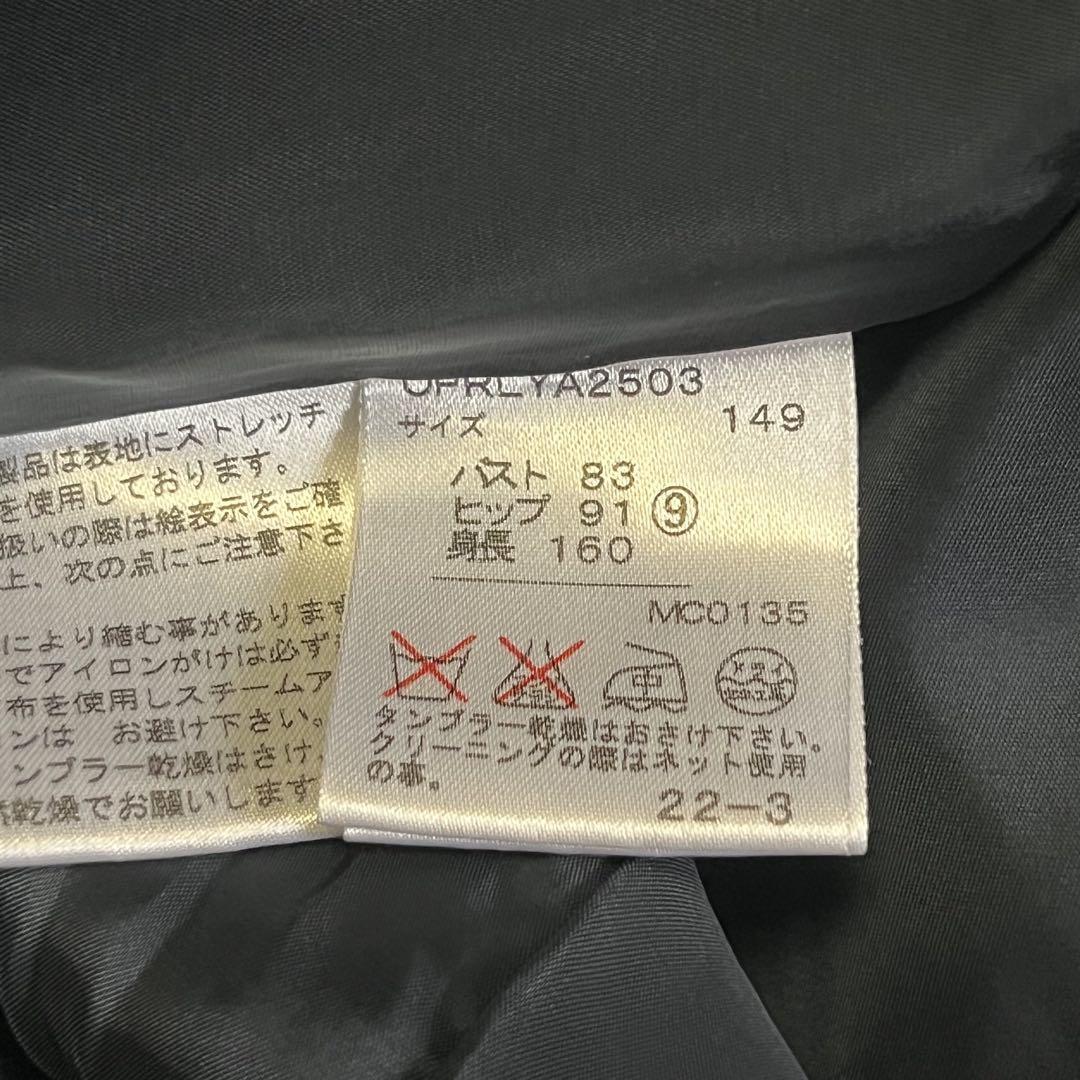 製品は表地にストレッチ
を使用しております。
扱いの際は絵表示をご確
上、次の点にご注意下さ
により縮む事があります
でアイロンがけは必ず
布を使用しスチームア
ンは お避け下さい。
ンブラー乾燥はさけ
乾燥でお願いします
UPRLYA2503
サイズ 149
バスト 83
ヒップ 91 ⑨
身長 160
MC0135
タンブラー乾燥はおさけ下さい。
クリーニングの際はネット使用
の事。
22-3